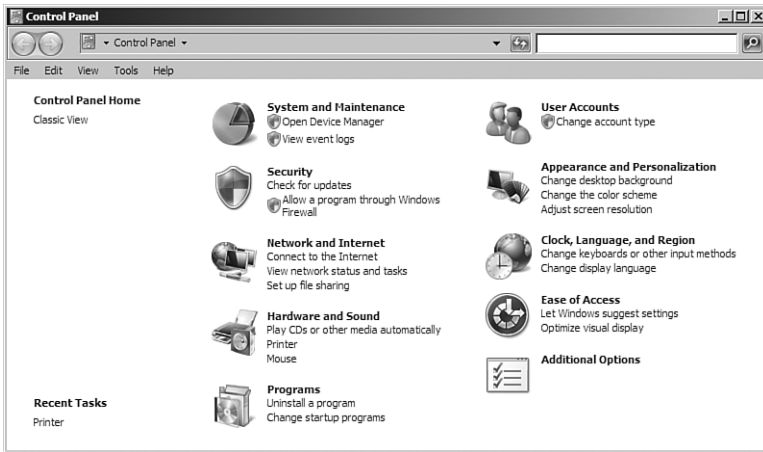 Control Panel
Control Panel
File Edit View Tools Help
Control Panel Home
Classic View
System and Maintenance
Open Device Manager
View event logs
Security
Check for updates
Allow a program through Windows
Firewall
Network and Internet
Connect to the Internet
View network status and tasks
Set up file sharing
Hardware and Sound
Play CDs or other media automatically
Printer
Mouse
Programs
Uninstall a program
Change startup programs
User Accounts
Change account type
Appearance and Personalization
Change desktop background
Change the color scheme
Adjust screen resolution
Clock, Language, and Region
Change keyboards or other input methods
Change display language
Ease of Access
Let Windows suggest settings
Optimize visual display
Additional Options
Recent Tasks
Printer